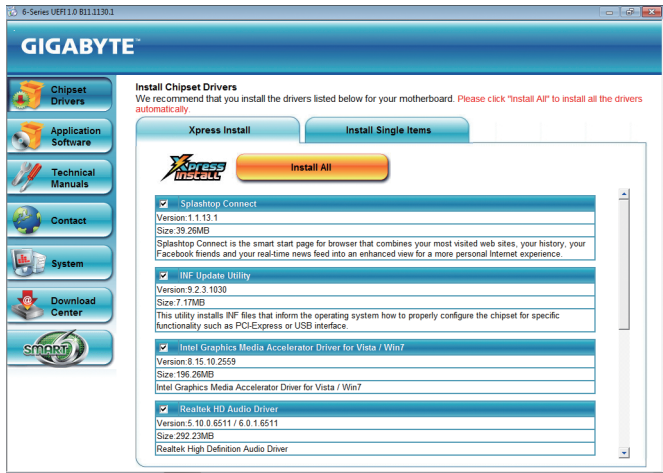 6-Series UEFI 1.0 B11.1130.1
GIGABYTE™
Chipset
Drivers
Application
Software
Technical
Manuals
Contact
System
Download
Center
SMART
Install Chipset Drivers
We recommend that you install the drivers listed below for your motherboard. Please click "Install All" to install all the drivers
automatically.
Xpress Install
Install Single Items
Xpress
Install
Install All
Splashtop Connect
Version:1.1.13.1
Size:39.26MB
Splashtop Connect is the smart start page for browser that combines your most visited web sites, your history, your
Facebook friends and your real-time news feed into an enhanced view for a more personal Internet experience.
INF Update Utility
Version:9.2.3.1030
Size:7.17MB
This utility installs INF files that inform the operating system how to properly configure the chipset for specific
functionality such as PCI-Express or USB interface.
Intel Graphics Media Accelerator Driver for Vista / Win7
Version:8.15.10.2559
Size:196.26MB
Intel Graphics Media Accelerator Driver for Vista / Win7
Realtek HD Audio Driver
Version:5.10.0.6511 / 6.0.1.6511
Size:292.23MB
Realtek High Definition Audio Driver